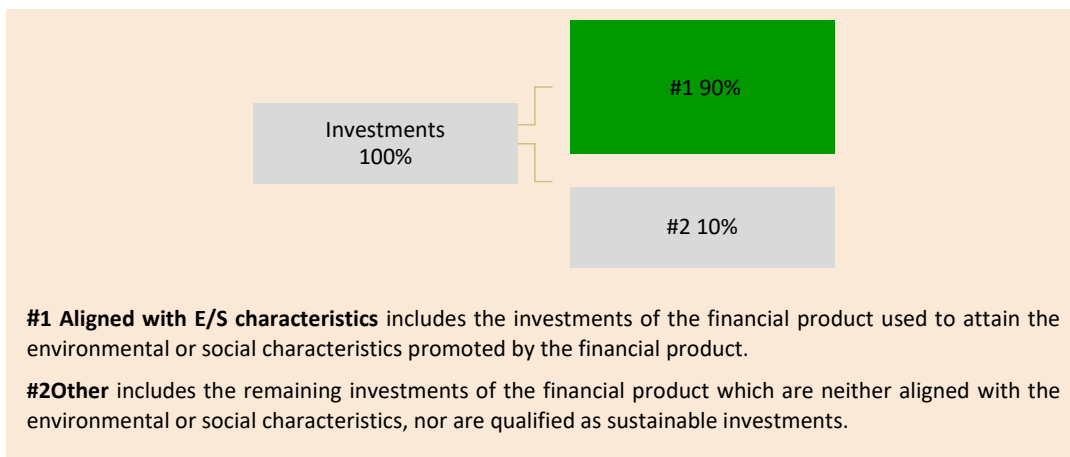 #1 90%
Investments
100%
#2 10%
#1 Aligned with E/S characteristics includes the investments of the financial product used to attain the
environmental or social characteristics promoted by the financial product.
#2Other includes the remaining investments of the financial product which are neither aligned with the
environmental or social characteristics, nor are qualified as sustainable investments.